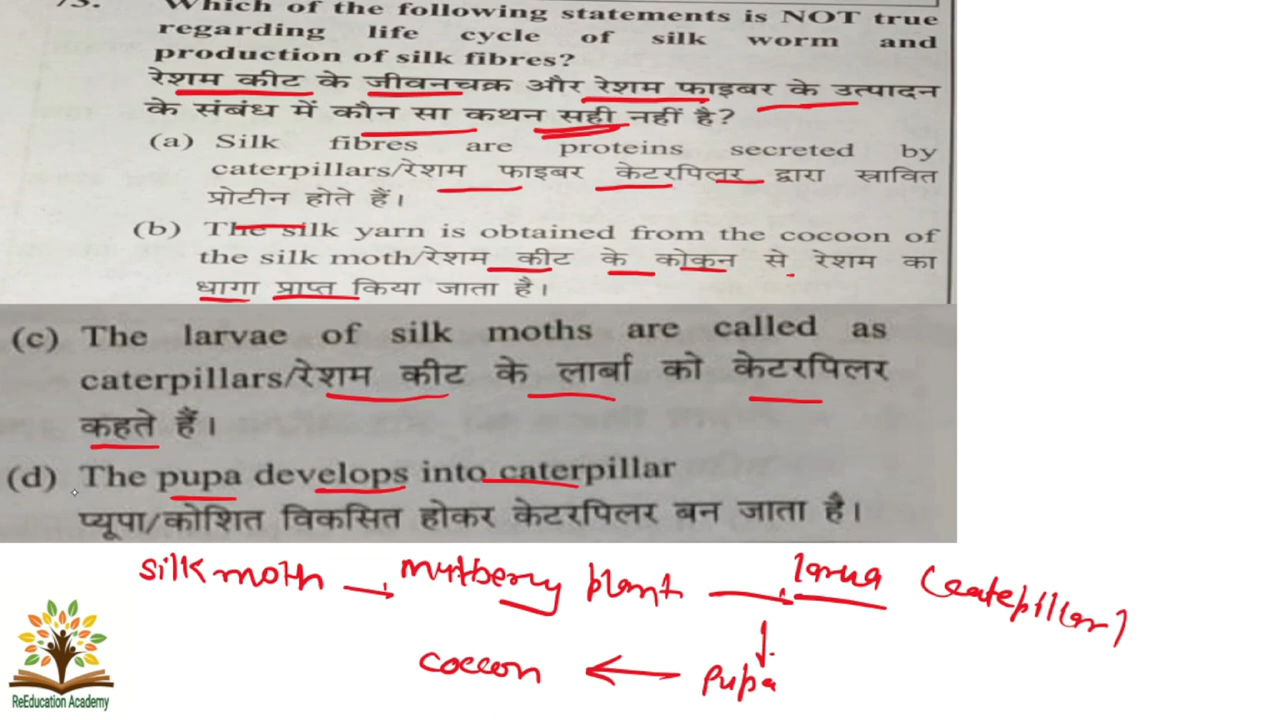 Which of the following statements is NOT true
regarding life cycle of silk worm and
production of silk fibres?
रेशम कीट के जीवनचक्र और रेशम फाइबर के उत्पादन
के संबंध में कौन सा कथन सही नहीं है?
(a) Silk fibres are proteins secreted by
caterpillars/रेशम फाइबर केटरपिलर द्वारा स्रावित
प्रोटीन होते हैं।
(b) The silk yarn is obtained from the cocoon of
the silk moth/रेशम कीट के कोकून से रेशम का
धागा प्राप्त किया जाता है।
(c) The larvae of silk moths are called as
caterpillars/रेशम कीट के लार्बा को केटरपिलर
कहते हैं।
(d) The pupa develops into caterpillar
प्यूपा/कोशित विकसित होकर केटरपिलर बन जाता है।
silk moth → plant → larva
cocoon ← pupa
ReEducation Academy